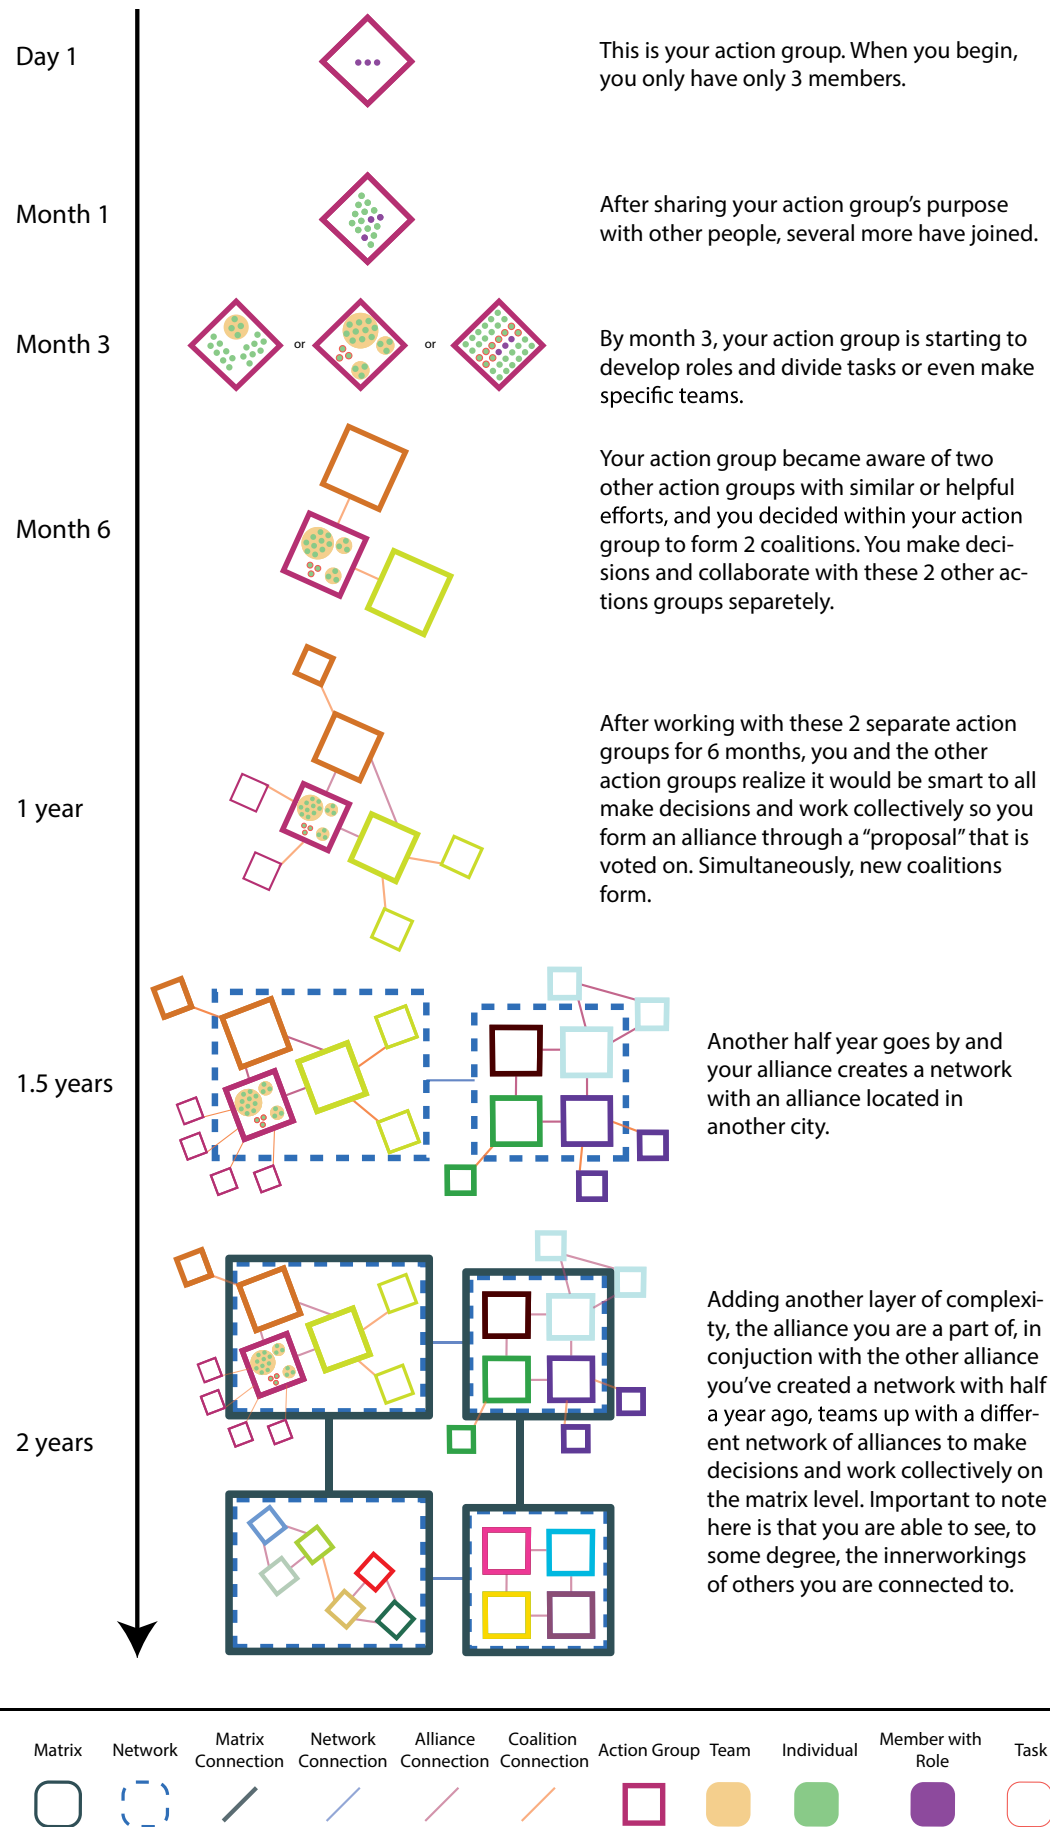 Day 1
This is your action group. When you begin,
you only have only 3 members.
Month 1
After sharing your action group's purpose
with other people, several more have joined.
Month 3
or
or
By month 3, your action group is starting to
develop roles and divide tasks or even make
specific teams.
Month 6
Your action group became aware of two
other action groups with similar or helpful
efforts, and you decided within your action
group to form 2 coalitions. You make deci-
sions and collaborate with these 2 other ac-
tions groups separetely.
1 year
After working with these 2 separate action
groups for 6 months, you and the other
action groups realize it would be smart to all
make decisions and work collectively so you
form an alliance through a “proposal” that is
voted on. Simultaneously, new coalitions
form.
1.5 years
Another half year goes by and
your alliance creates a network
with an alliance located in
another city.
2 years
Adding another layer of complexi-
ty, the alliance you are a part of, in
conjuction with the other alliance
you've created a network with half
a year ago, teams up with a differ-
ent network of alliances to make
decisions and work collectively on
the matrix level. Important to note
here is that you are able to see, to
some degree, the innerworkings
of others you are connected to.
Matrix
Network
Matrix
Connection
Network
Connection
Alliance
Connection
Coalition
Connection
Action Group
Team
Individual
Member with
Role
Task